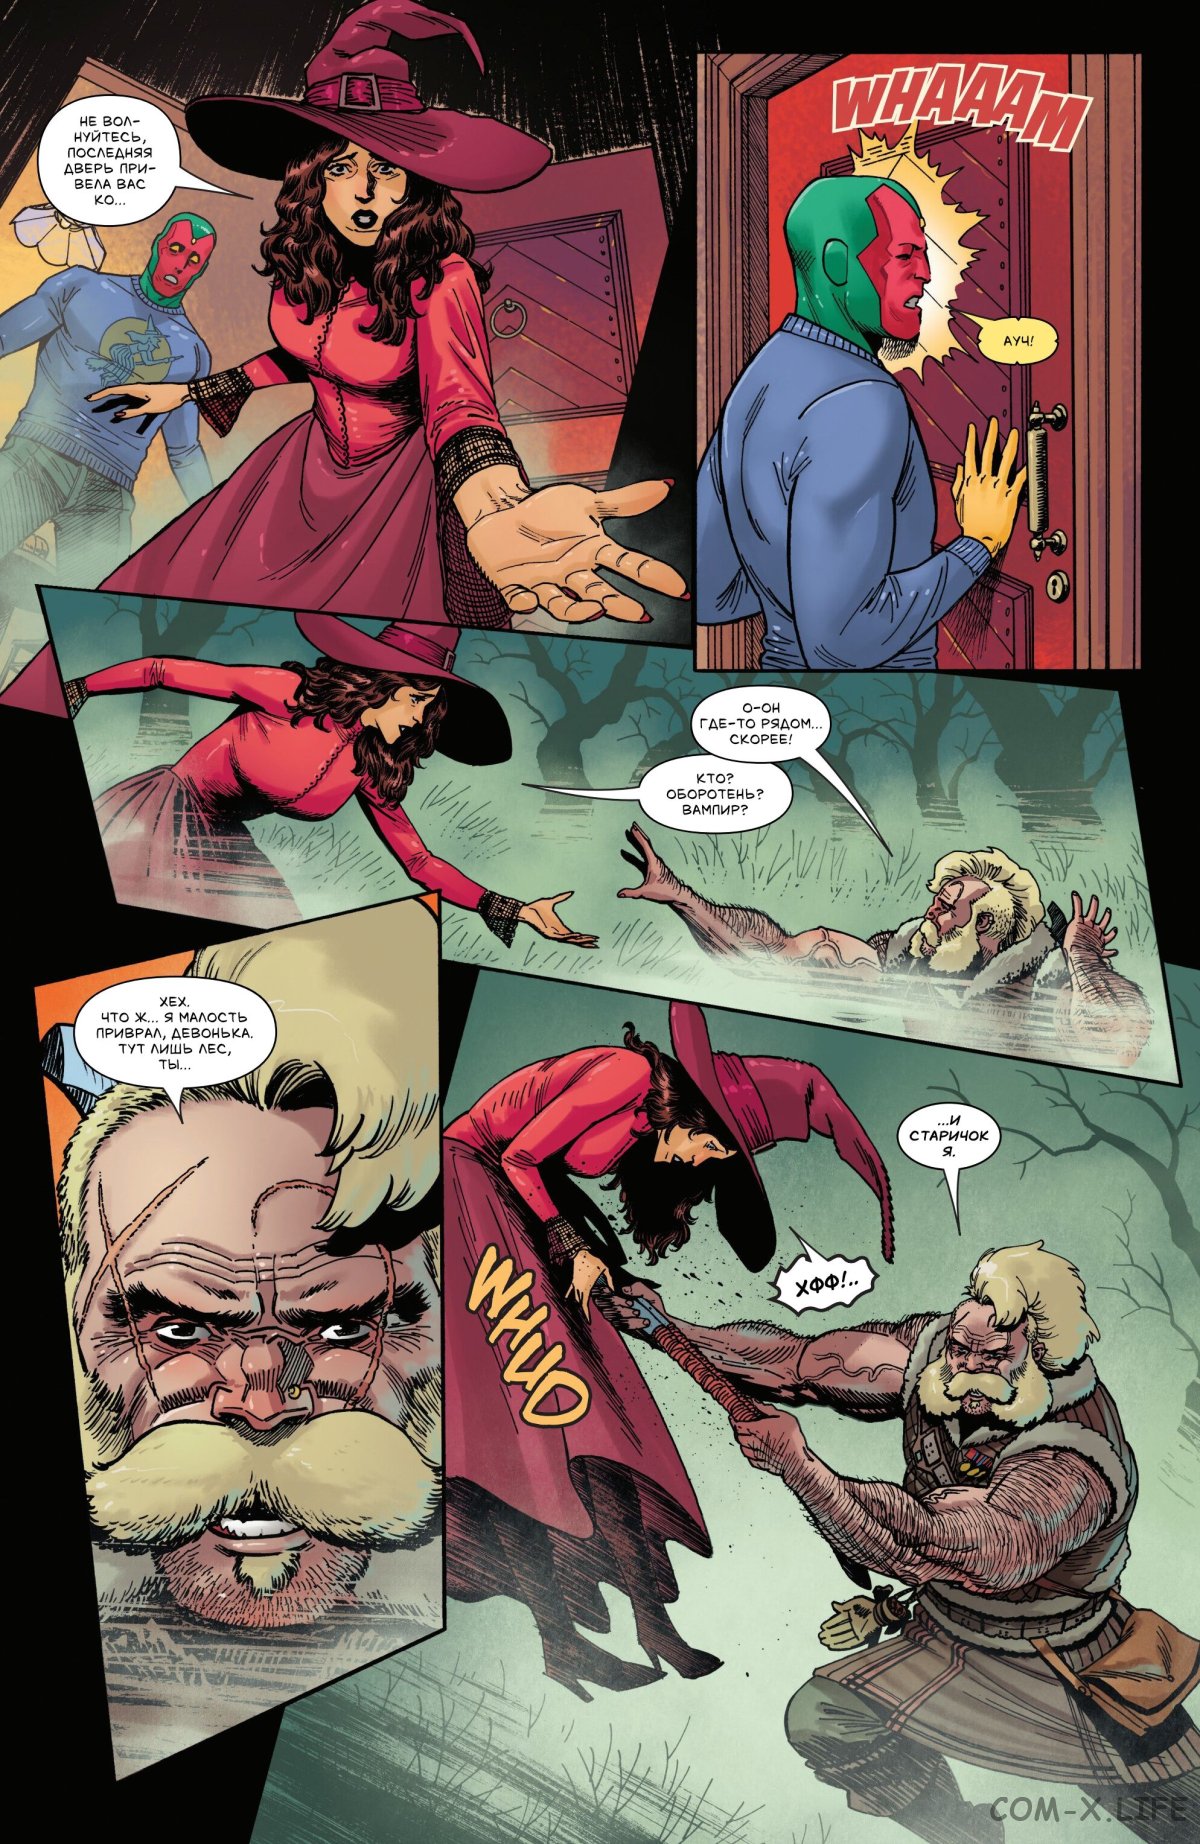 НЕ ВОЛ-
НУЙТЕСЬ,
ПОСЛЕДНЯЯ
ДВЕРЬ ПРИ-
ВЕЛА ВАС
КО...
WHAAAM
АУЧ!
О-ОН
ГДЕ-ТО РЯДОМ...
СКОРЕЕ!
КТО?
ОБОРОТЕНЬ?
ВАМПИР?
ХЕХ.
ЧТО Ж... Я МАЛОСТЬ
ПРИВРАЛ, ДЕВОНЬКА.
ТУТ ЛИШЬ ЛЕС,
ТЫ...
...И
СТАРИЧОК
Я.
ХФФ!..
WHUO
COM-X.LIFE